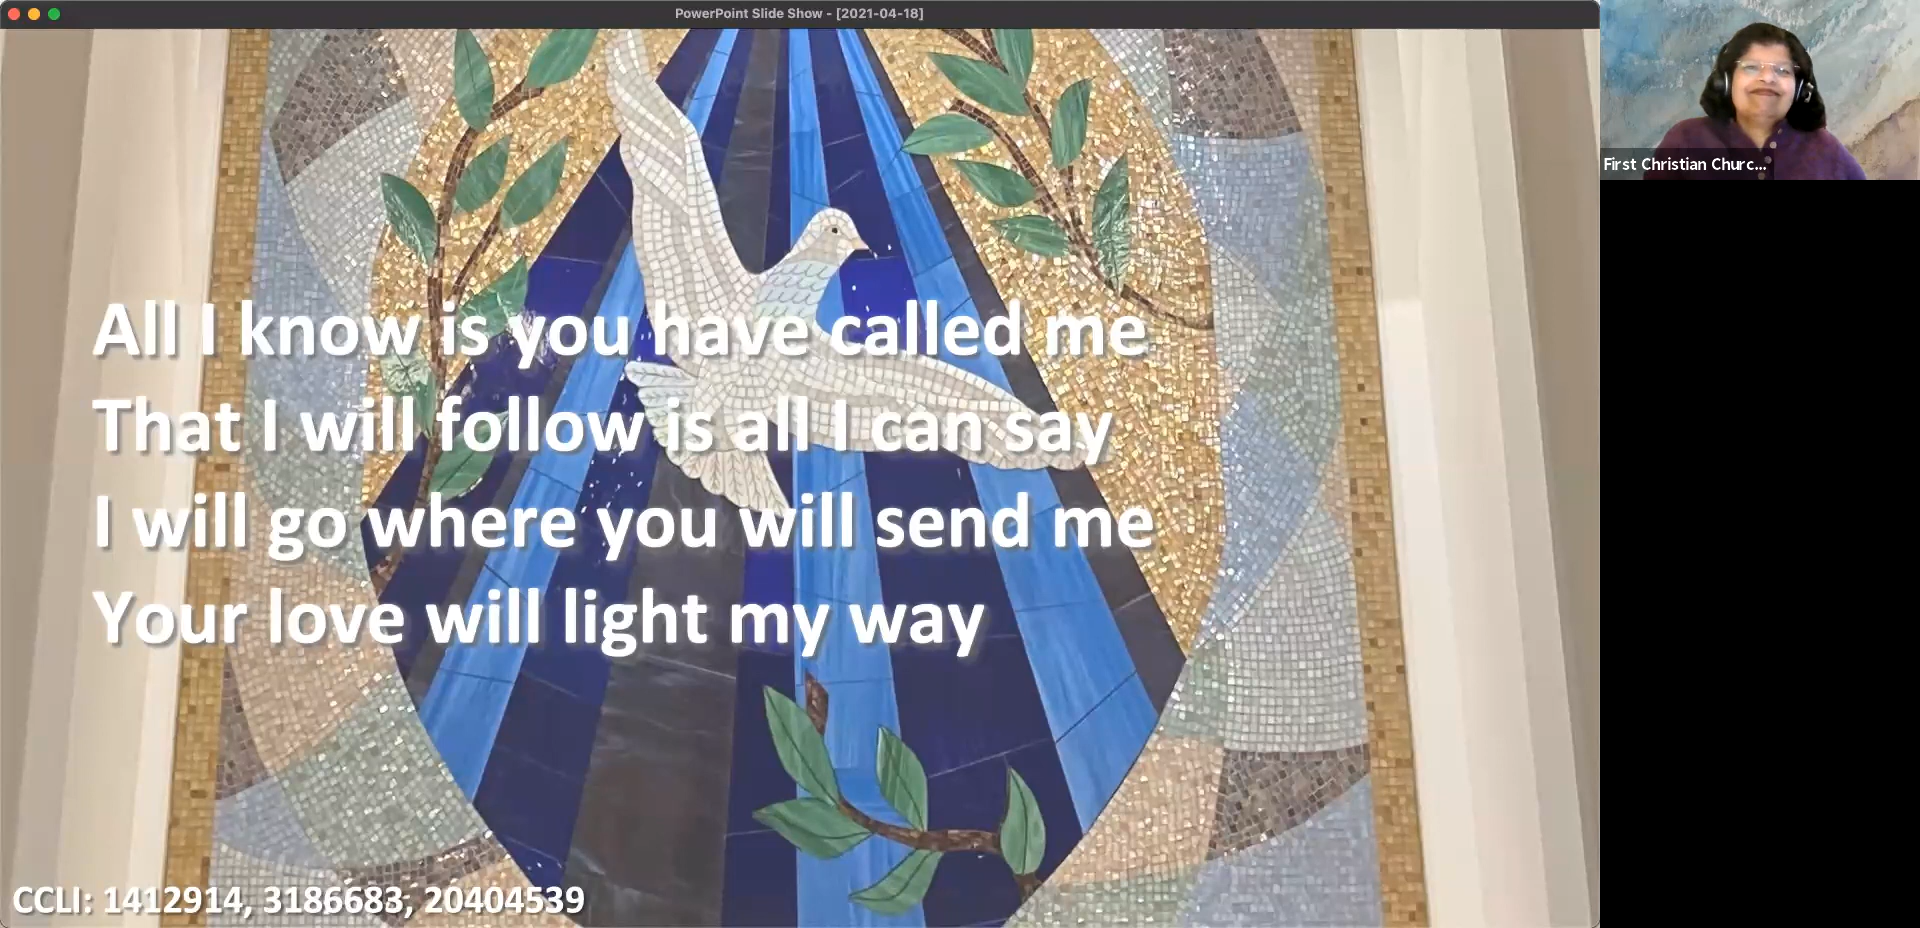 PowerPoint Slide Show - [2021-04-18]
First Christian Churc...
All I know is you have called me
That I will follow is all I can say
I will go where you will send me
Your love will light my way
CCLI: 1412914, 3186683, 20404539